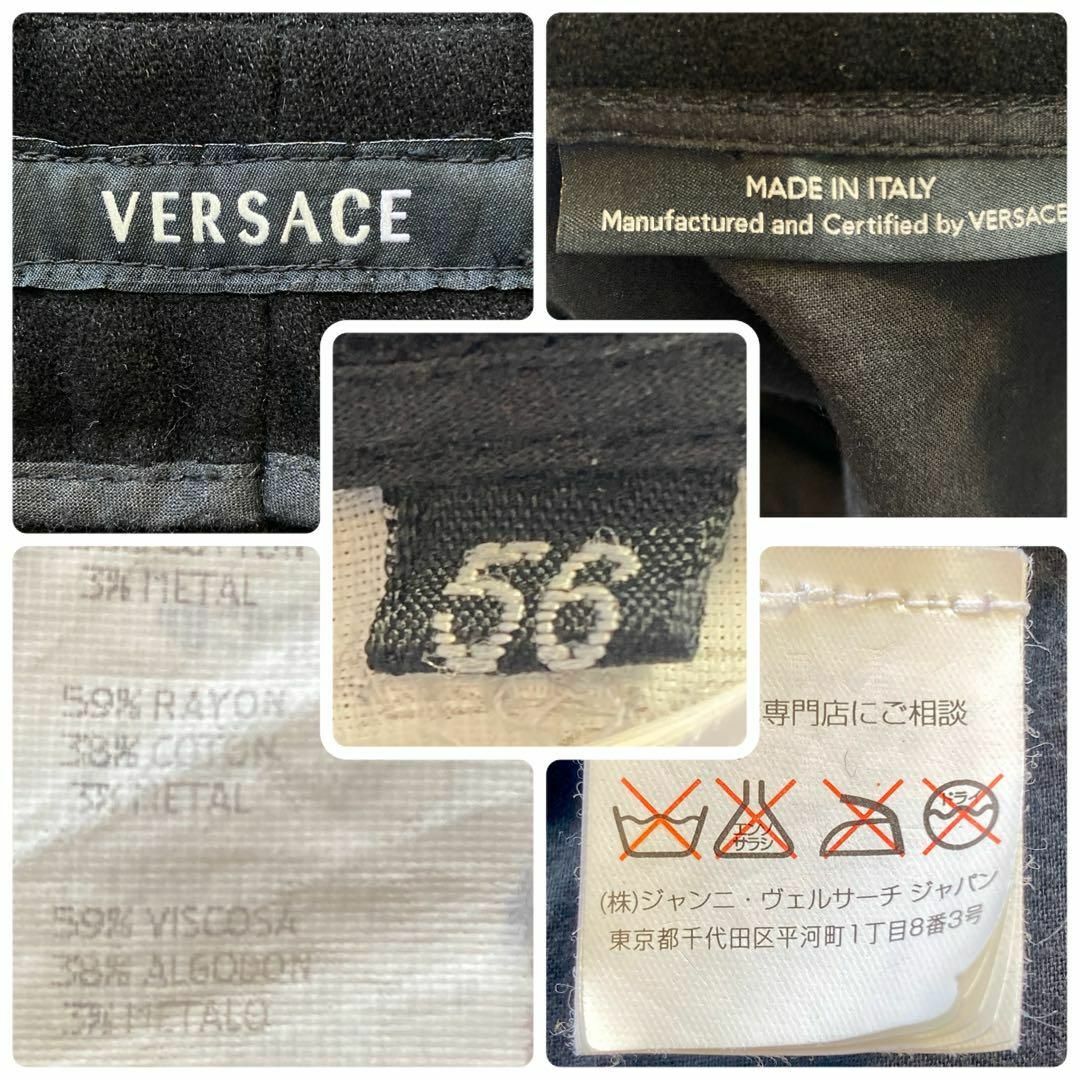 VERSACE
MADE IN ITALY
Manufactured and Certified by VERSACE
56
3% METAL
59% RAYON
38% COTON
3% METAL
59% VISCOSA
38% ALGODON
3% METALO
専門店にご相談
エンソ
サラシ
ドライ
(株)ジャンニ・ヴェルサーチ ジャパン
東京都千代田区平河町1丁目8番3号